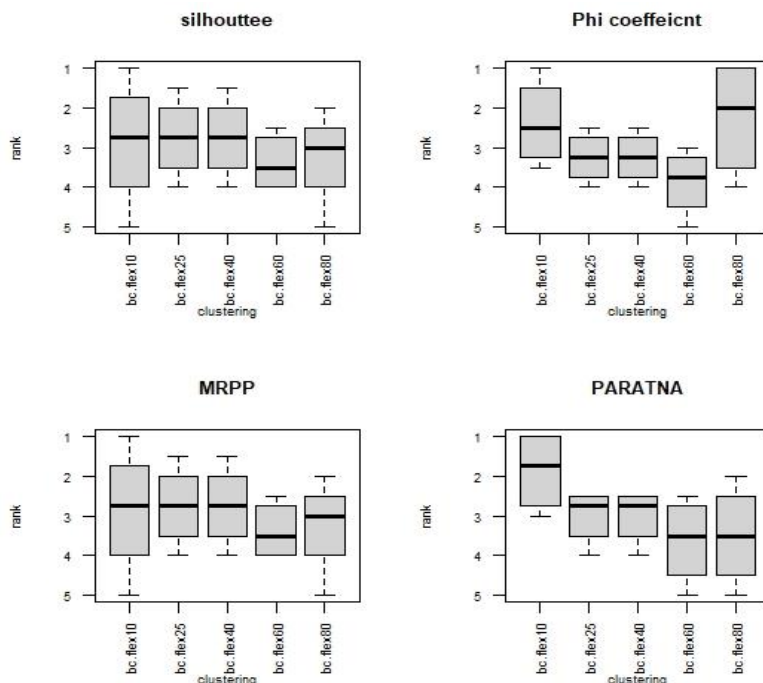 silhouttee
rank
1
2
3
4
5
bc.flex10
bc.flex25
bc.flex40
bc.flex60
bc.flex80
clustering
Phi coeffeicnt
rank
1
2
3
4
5
bc.flex10
bc.flex25
bc.flex40
bc.flex60
bc.flex80
clustering
MRPP
rank
1
2
3
4
5
bc.flex10
bc.flex25
bc.flex40
bc.flex60
bc.flex80
clustering
PARATNA
rank
1
2
3
4
5
bc.flex10
bc.flex25
bc.flex40
bc.flex60
bc.flex80
clustering